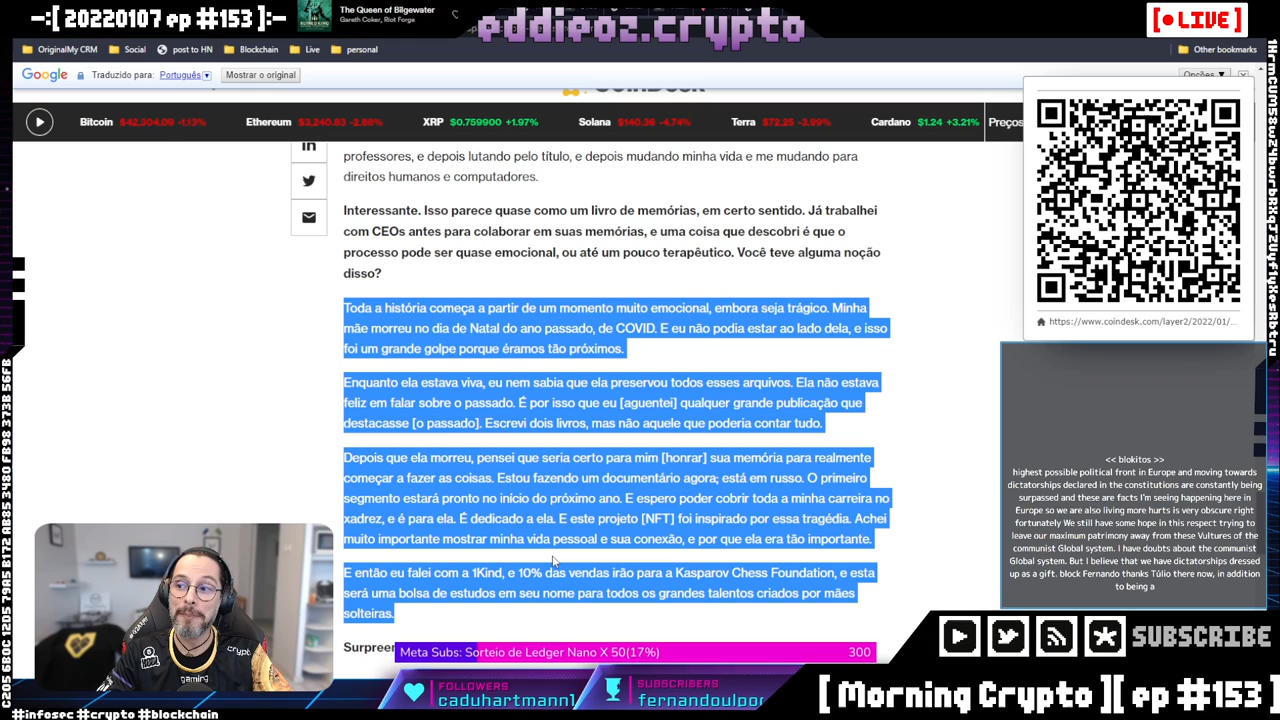 -:[ 20220107 ep #153 ]:-
The Queen of Bilgewater
Gareth Coker, Riot Forge
eddieoz.crypto
[●LIVE]
OriginalMy CRM
Social
post to HN
Blockchain
Live
personal
Other bookmarks
Google
Traduzido para:
Português
Mostrar o original
Opções
CoinDesk
Bitcoin
-1.13%
Ethereum
$3,240.83 -2.88%
XRP
$0.759900 +1.97%
Solana
$140.36 -4.74%
Terra
$72.25 -3.99%
Cardano
$1.24 +3.21%
Preços
professores, e depois lutando pelo título, e depois mudando minha vida e me mudando para
direitos humanos e computadores.
Interessante. Isso parece quase como um livro de memórias, em certo sentido. Já trabalhei
com CEOs antes para colaborar em suas memórias, e uma coisa que descobri é que o
processo pode ser quase emocional, ou até um pouco terapêutico. Você teve alguma noção
disso?
Toda a história começa a partir de um momento muito emocional, embora seja trágico. Minha
mãe morreu no dia de Natal do ano passado, de COVID. E eu não podia estar ao lado dela, e isso
foi um grande golpe porque éramos tão próximos.
Enquanto ela estava viva, eu nem sabia que ela preservou todos esses arquivos. Ela não estava
feliz em falar sobre o passado. É por isso que eu [aguentei] qualquer grande publicação que
destacasse [o passado]. Escrevi dois livros, mas não aquele que poderia contar tudo.
Depois que ela morreu, pensei que seria certo para mim [honrar] sua memória para realmente
começar a fazer as coisas. Estou fazendo um documentário agora; está em russo. O primeiro
segmento estará pronto no início do próximo ano. E espero poder cobrir toda a minha carreira no
xadrez, e é para ela. É dedicado a ela. E este projeto [NFT] foi inspirado por essa tragédia. Achei
muito importante mostrar minha vida pessoal e sua conexão, e por que ela era tão importante.
E então eu falei com a 1Kind, e 10% das vendas irão para a Kasparov Chess Foundation, e esta
será uma bolsa de estudos em seu nome para todos os grandes talentos criados por mães
solteiras.
Surpreen
https://www.coindesk.com/layer2/2022/01/...
<< blokitos >>
highest possible political front in Europe and moving towards
dictatorships declared in the constitutions are constantly being
surpassed and these are facts I'm seeing happening here in
Europe so we are also living more hurts is very obscure right
fortunately We still have some hope in this respect trying to
leave our maximum patrimony away from these Vultures of the
communist Global system. I have doubts about the communist
Global system. But I believe we have dictatorships dressed
up as a gift. block Fernando thanks Túlio there now, in addition
to being a
Meta Subs: Sorteio de Ledger Nano X 50(17%)
300
SUBSCRIBE
FOLLOWERS
caduhartmann1
SUBSCRIBERS
fernandoulpo
[ Morning Crypto ][ ep #153 ]
#infosec #crypto #blockchain
gaming